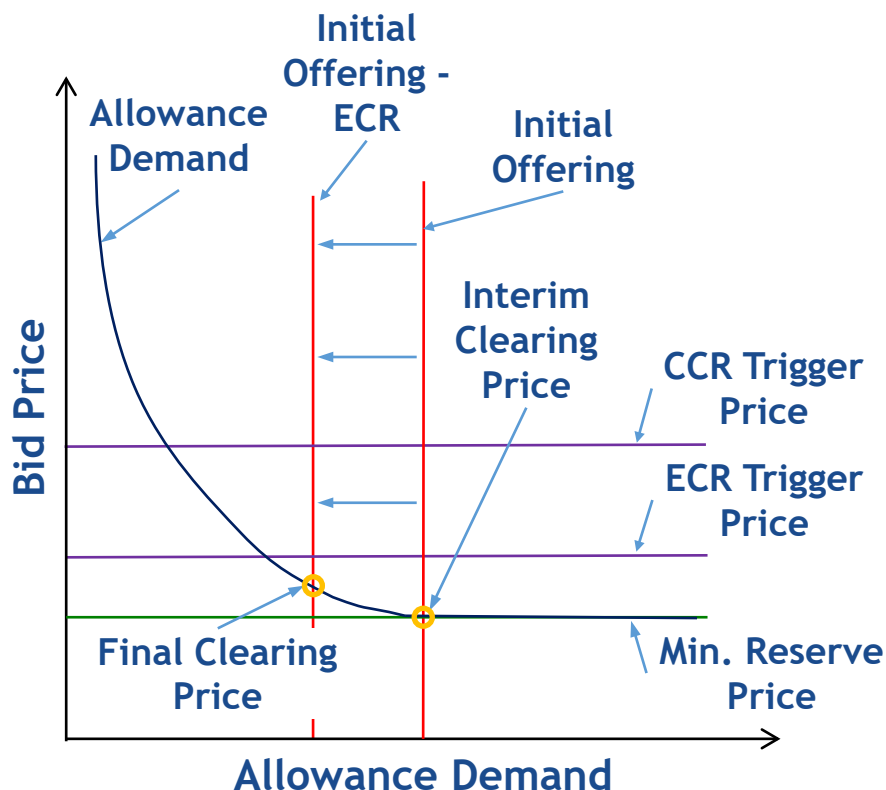 Initial
Offering -
ECR
Allowance
Demand
Initial
Offering
Interim
Clearing
Price
CCR Trigger
Price
ECR Trigger
Price
Bid Price
Final Clearing
Price
Min. Reserve
Price
Allowance Demand